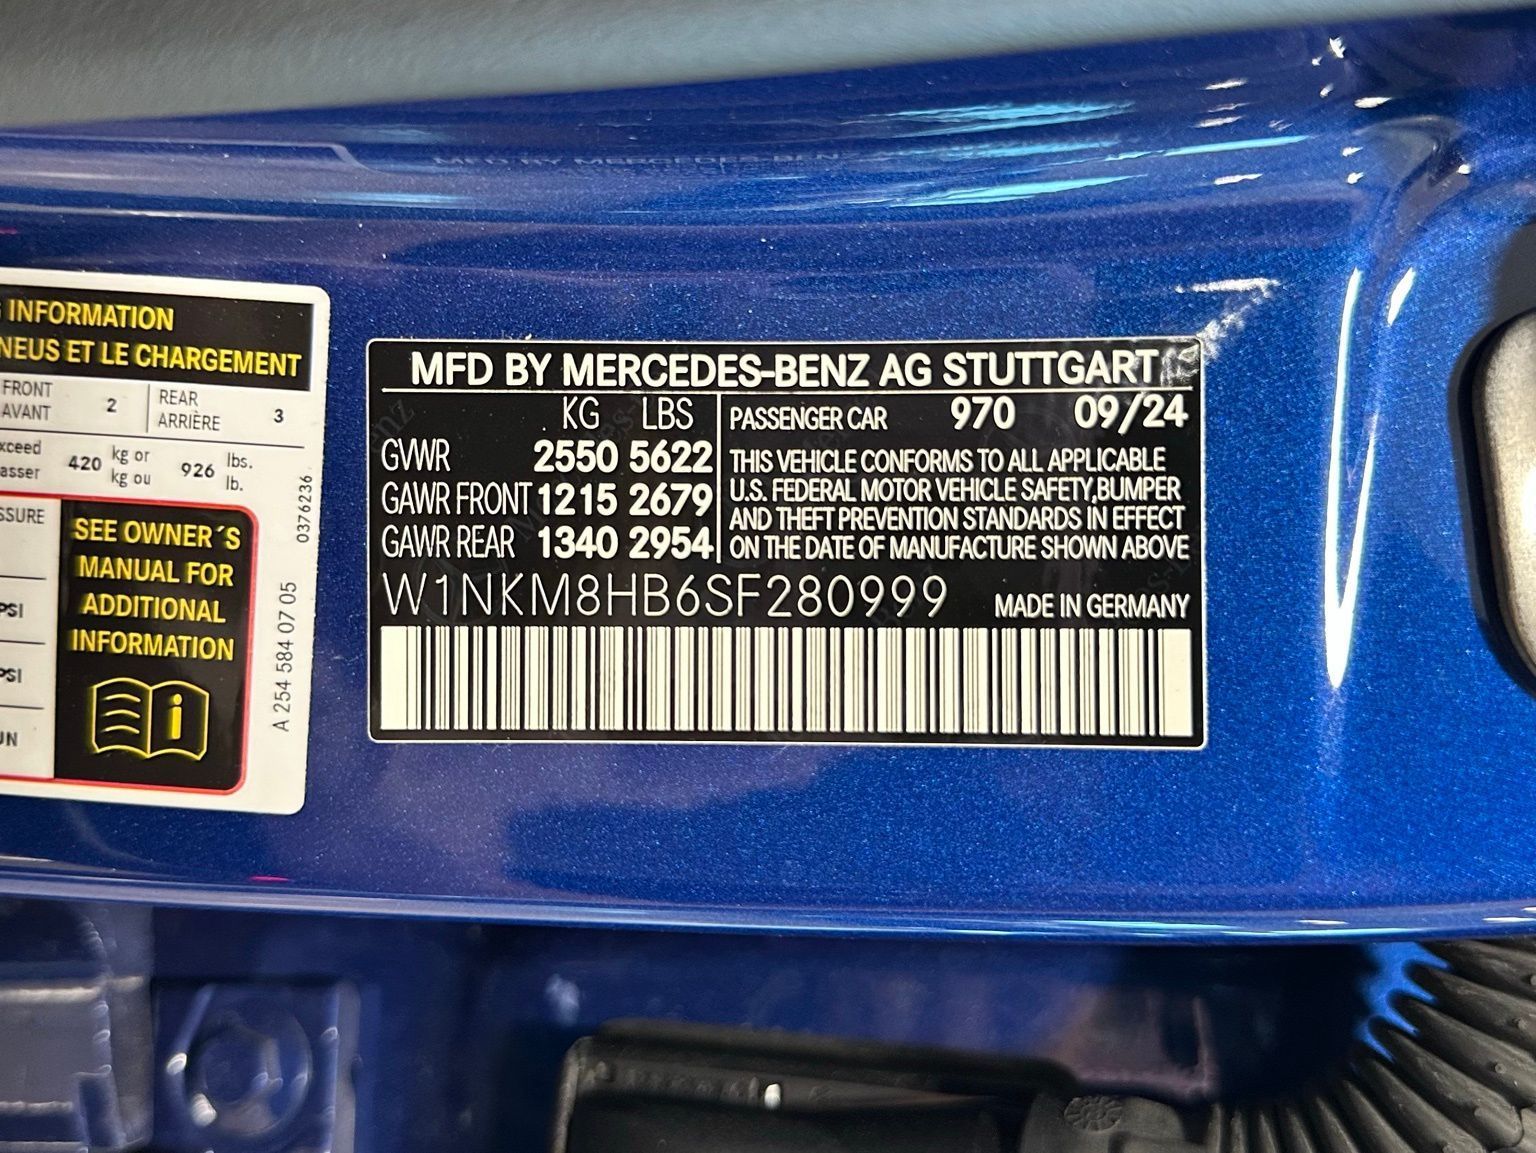 INFORMATION
NEUS ET LE CHARGEMENT
FRONT
AVANT
2
REAR
ARRIÈRE
3
420
kg or
kg ou
926
lbs.
lb.
SEE OWNER´S
MANUAL FOR
ADDITIONAL
INFORMATION
i
PSI
PSI
0376236
A 254 584 07 05
MFD BY MERCEDES-BENZ AG STUTTGART
KG LBS
GVWR 2550 5622
GAWR FRONT 1215 2679
GAWR REAR 1340 2954
PASSENGER CAR 970 09/24
THIS VEHICLE CONFORMS TO ALL APPLICABLE
U.S. FEDERAL MOTOR VEHICLE SAFETY,BUMPER
AND THEFT PREVENTION STANDARDS IN EFFECT
ON THE DATE OF MANUFACTURE SHOWN ABOVE
W1NKM8HB6SF280999
MADE IN GERMANY